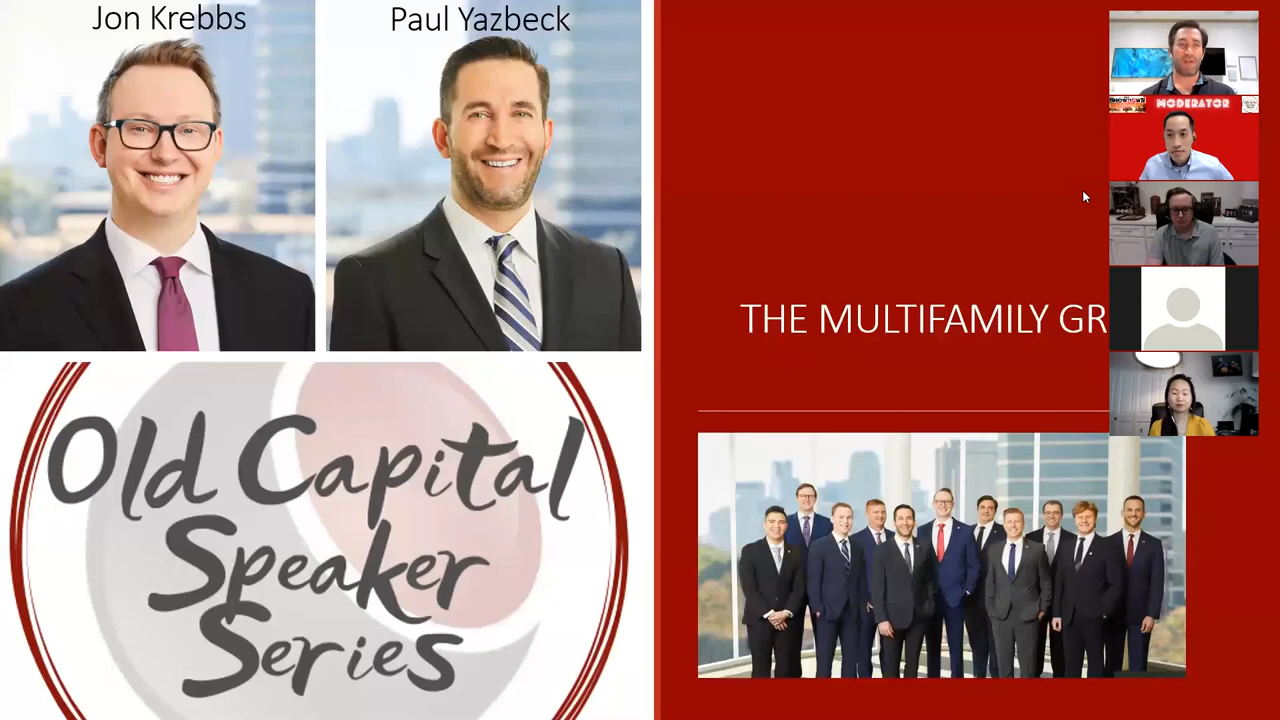 Jon Krebbs
Paul Yazbeck
Old Capital
Speaker
Series
THE MULTIFAMILY GR
MODERATOR